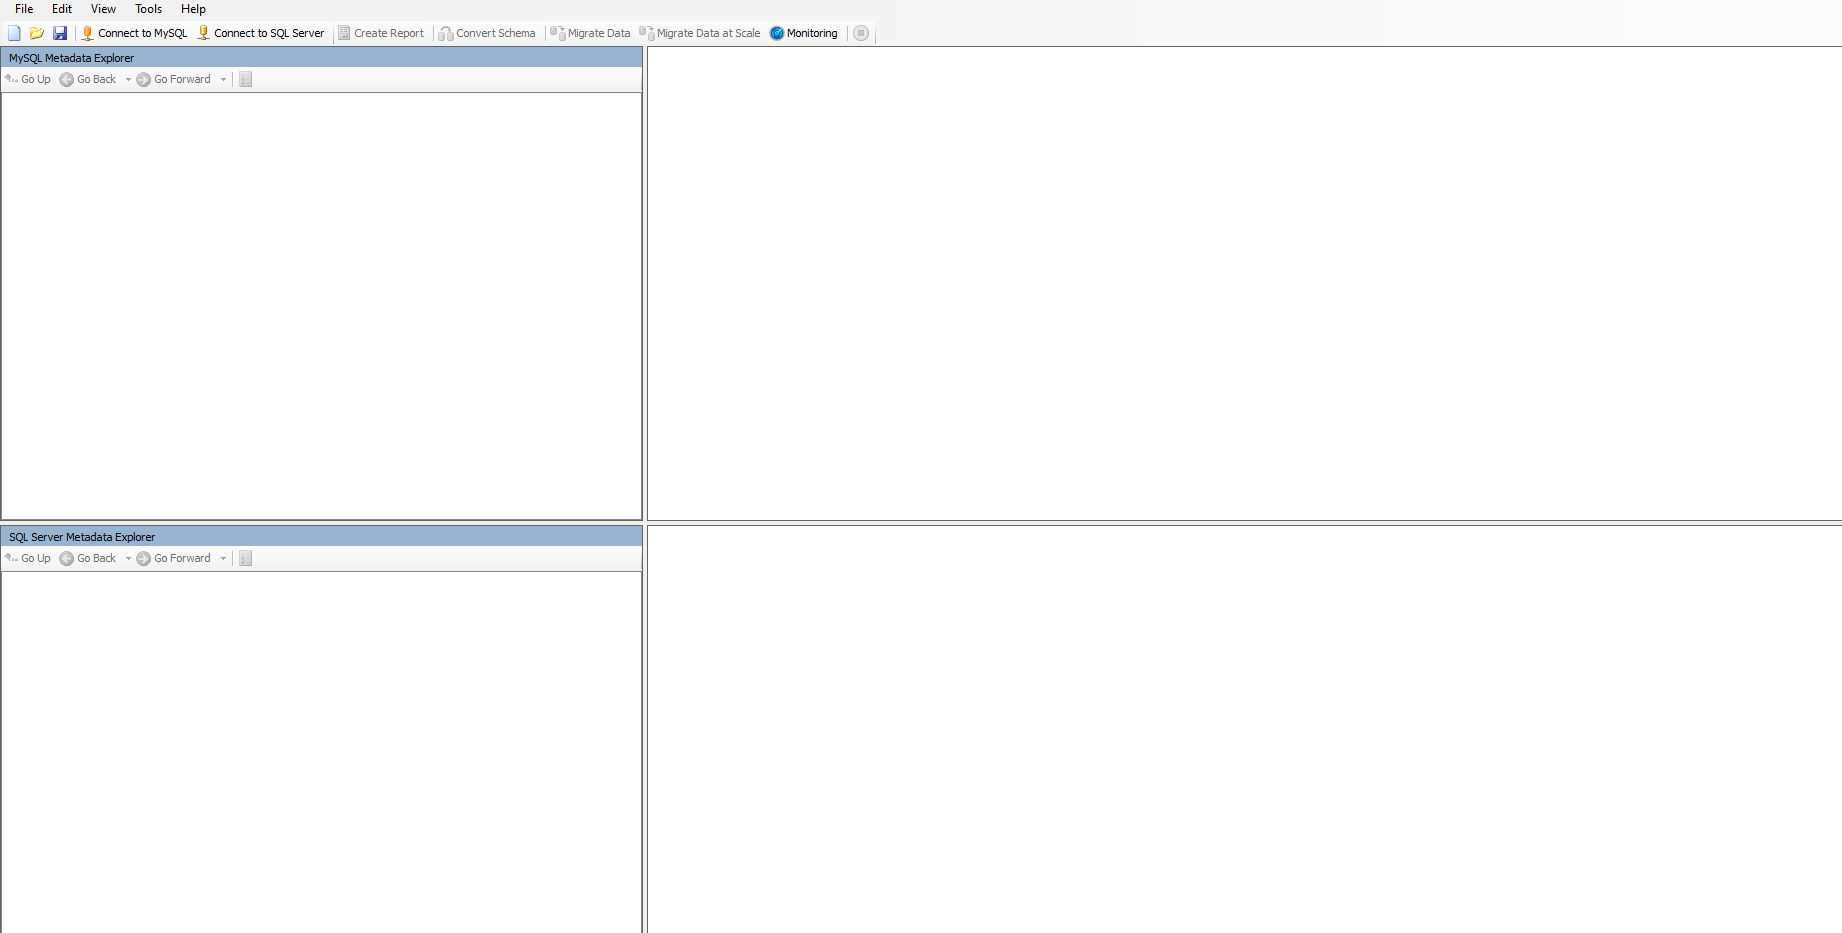 File Edit View Tools Help
Connect to MySQL Connect to SQL Server Create Report Convert Schema Migrate Data Migrate Data at Scale Monitoring
MySQL Metadata Explorer
Go Up Go Back Go Forward
SQL Server Metadata Explorer
Go Up Go Back Go Forward